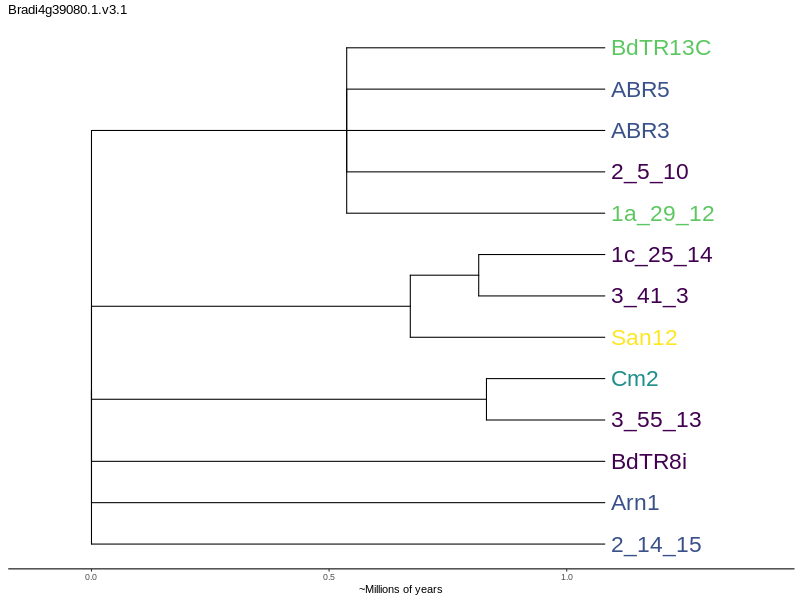 Bradi4g39080.1.v3.1
BdTR13C
ABR5
ABR3
2_5_10
1a_29_12
1c_25_14
3_41_3
San12
Cm2
3_55_13
BdTR8i
Arn1
2_14_15
0.0 0.5 1.0
~Millions of years